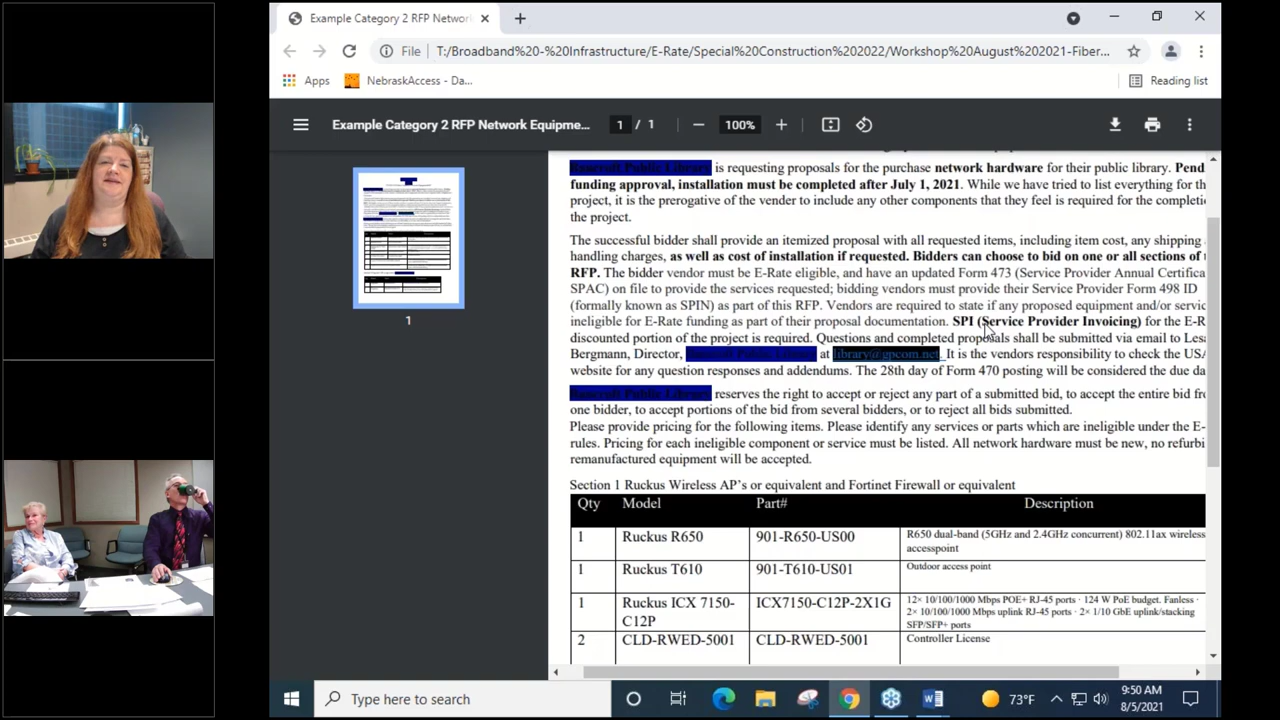 Example Category 2 RFP Networ
File
T:/Broadband%20-%20Infrastructure/E-Rate/Special%20Construction%202022/Workshop%20August%202021-Fiber...
Apps
NebraskAccess - Da...
Reading list
Example Category 2 RFP Network Equipme...
1 / 1
100%
1
Bancroft Public Library is requesting proposals for the purchase network hardware for their public library. Pend
funding approval, installation must be completed after July 1, 2021. While we have tried to list everything for th
project, it is the prerogative of the vender to include any other components that they feel is required for the completi
the project.
The successful bidder shall provide an itemized proposal with all requested items, including item cost, any shipping
handling charges, as well as cost of installation if requested. Bidders can choose to bid on one or all sections of
RFP. The bidder vendor must be E-Rate eligible, and have an updated Form 473 (Service Provider Annual Certifica
SPAC) on file to provide the services requested; bidding vendors must provide their Service Provider Form 498 ID
(formally known as SPIN) as part of this RFP. Vendors are required to state if any proposed equipment and/or servic
ineligible for E-Rate funding as part of their proposal documentation. SPI (Service Provider Invoicing) for the E-R
discounted portion of the project is required. Questions and completed proposals shall be submitted via email to Les
Bergmann, Director, at library@gpcom.net. It is the vendors responsibility to check the USA
website for any question responses and addendums. The 28th day of Form 470 posting will be considered the due da
Bancroft Public Library reserves the right to accept or reject any part of a submitted bid, to accept the entire bid fr
one bidder, to accept portions of the bid from several bidders, or to reject all bids submitted.
Please provide pricing for the following items. Please identify any services or parts which are ineligible under the E-
rules. Pricing for each ineligible component or service must be listed. All network hardware must be new, no refurbi
remanufactured equipment will be accepted.
Section 1 Ruckus Wireless AP's or equivalent and Fortinet Firewall or equivalent
Qty Model Part# Description
1 Ruckus R650 901-R650-US00 R650 dual-band (5GHz and 2.4GHz concurrent) 802.11ax wireless
accesspoint
1 Ruckus T610 901-T610-US01 Outdoor access point
1 Ruckus ICX 7150-C12P ICX7150-C12P-2X1G 12× 10/100/1000 Mbps POE+ RJ-45 ports · 124 W PoE budget. Fanless ·
2× 10/100/1000 Mbps uplink RJ-45 ports · 2× 1/10 GbE uplink/stacking
SFP/SFP+ ports
2 CLD-RWED-5001 CLD-RWED-5001 Controller License
Type here to search
73°F
9:50 AM
8/5/2021